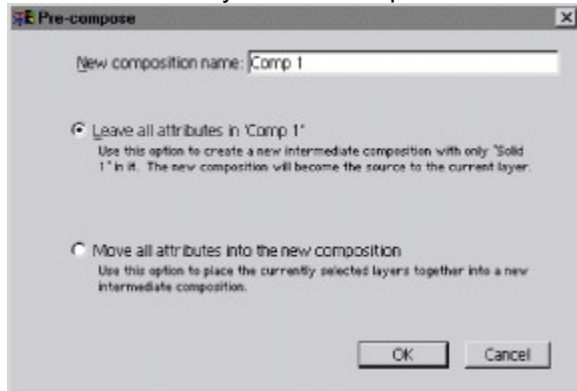 Pre-compose
New composition name: Comp 1
Leave all attributes in 'Comp 1"
Use this option to create a new intermediate composition with only "Solid
1" in it. The new composition will become the source to the current layer.
Move all attributes into the new composition
Use this option to place the currently selected layers together into a new
intermediate composition.
OK Cancel